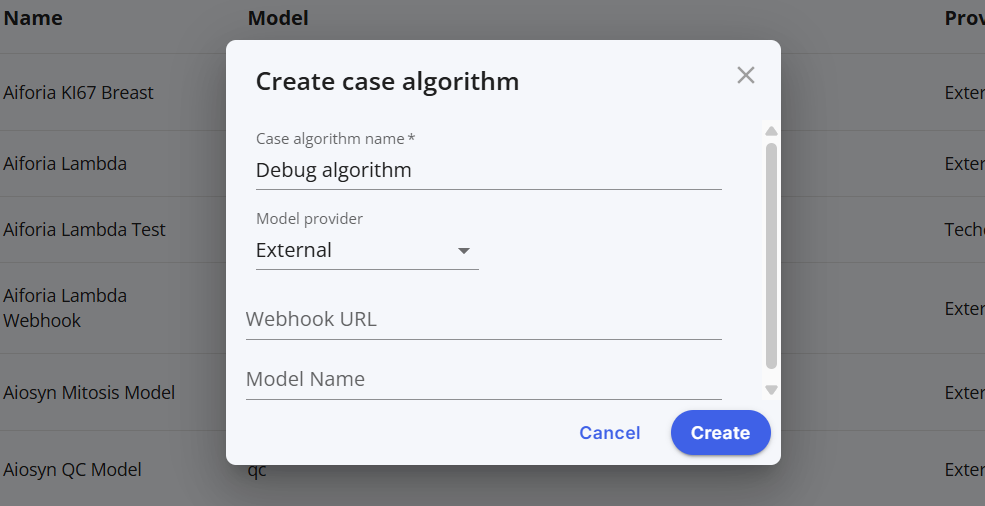 Name Model Prov
Create case algorithm
Aiforia KI67 Breast Exter
Case algorithm name *
Aiforia Lambda Debug algorithm Exter
Model provider
Aiforia Lambda Test External Techc
Aiforia Lambda
Webhook Webhook URL Exter
Model Name
Aiosyn Mitosis Model Exter
Cancel Create
Aiosyn QC Model qc Exter